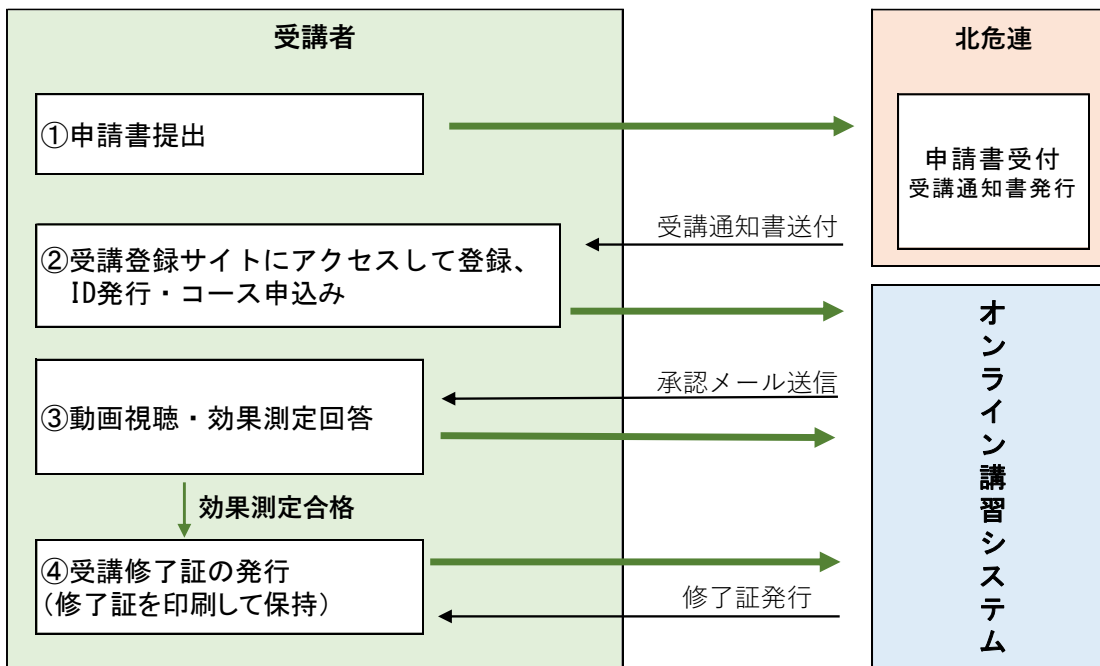 受講者
北危連
①申請書提出
申請書受付
受講通知書発行
受講通知書送付
②受講登録サイトにアクセスして登録、
ID発行・コース申込み
オンライン講習システム
承認メール送信
③動画視聴・効果測定回答
効果測定合格
④受講修了証の発行
（修了証を印刷して保持）
修了証発行